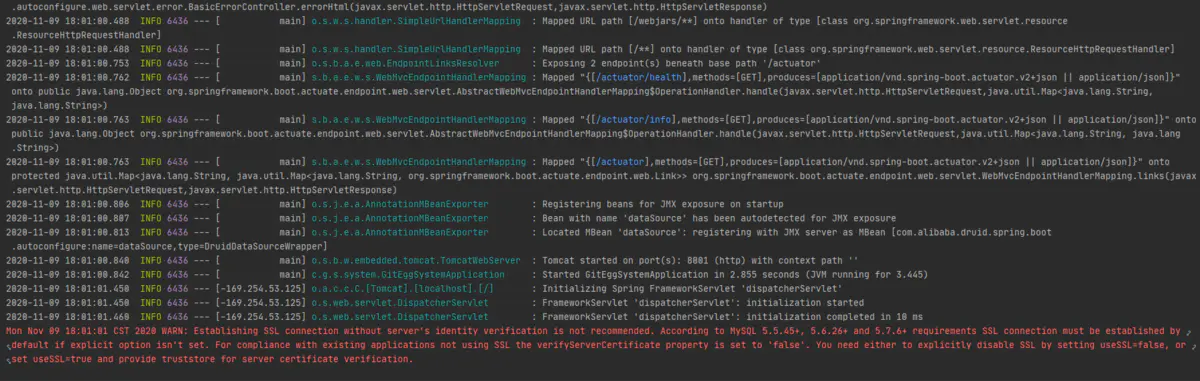 .autoconfigure.web.servlet.error.BasicErrorController.errorHtml(javax.servlet.http.HttpServletRequest,javax.servlet.http.HttpServletResponse)
2020-11-09 18:01:00.488  INFO 6436 --- [           main] o.s.w.s.handler.SimpleUrlHandlerMapping  : Mapped URL path [/webjars/**] onto handler of type [class org.springframework.web.servlet.resource
.ResourceHttpRequestHandler]
2020-11-09 18:01:00.488  INFO 6436 --- [           main] o.s.w.s.handler.SimpleUrlHandlerMapping  : Mapped URL path [/**] onto handler of type [class org.springframework.web.servlet.resource.ResourceHttpRequestHandler]
2020-11-09 18:01:00.753  INFO 6436 --- [           main] o.s.b.a.e.web.EndpointLinksResolver      : Exposing 2 endpoint(s) beneath base path '/actuator'
2020-11-09 18:01:00.762  INFO 6436 --- [           main] s.b.a.e.w.s.WebMvcEndpointHandlerMapping : Mapped "{[/actuator/health],methods=[GET],produces=[application/vnd.spring-boot.actuator.v2+json || application/json]}"
onto public java.lang.Object org.springframework.boot.actuate.endpoint.web.servlet.AbstractWebMvcEndpointHandlerMapping$OperationHandler.handle(javax.servlet.http.HttpServletRequest,java.util.Map<java.lang.String,
java.lang.String>)
2020-11-09 18:01:00.763  INFO 6436 --- [           main] s.b.a.e.w.s.WebMvcEndpointHandlerMapping : Mapped "{[/actuator/info],methods=[GET],produces=[application/vnd.spring-boot.actuator.v2+json || application/json]}" onto
public java.lang.Object org.springframework.boot.actuate.endpoint.web.servlet.AbstractWebMvcEndpointHandlerMapping$OperationHandler.handle(javax.servlet.http.HttpServletRequest,java.util.Map<java.lang.String, java.lang
.String>)
2020-11-09 18:01:00.763  INFO 6436 --- [           main] s.b.a.e.w.s.WebMvcEndpointHandlerMapping : Mapped "{[/actuator],methods=[GET],produces=[application/vnd.spring-boot.actuator.v2+json || application/json]}" onto
protected java.util.Map<java.lang.String, java.util.Map<java.lang.String, org.springframework.boot.actuate.endpoint.web.Link>> org.springframework.boot.actuate.endpoint.web.servlet.WebMvcEndpointHandlerMapping.links(javax
.servlet.http.HttpServletRequest,javax.servlet.http.HttpServletResponse)
2020-11-09 18:01:00.806  INFO 6436 --- [           main] o.s.j.e.a.AnnotationMBeanExporter        : Registering beans for JMX exposure on startup
2020-11-09 18:01:00.807  INFO 6436 --- [           main] o.s.j.e.a.AnnotationMBeanExporter        : Bean with name 'dataSource' has been autodetected for JMX exposure
2020-11-09 18:01:00.813  INFO 6436 --- [           main] o.s.j.e.a.AnnotationMBeanExporter        : Located MBean 'dataSource': registering with JMX server as MBean [com.alibaba.druid.spring.boot
.autoconfigure:name=dataSource,type=DruidDataSourceWrapper]
2020-11-09 18:01:00.840  INFO 6436 --- [           main] o.s.b.w.embedded.tomcat.TomcatWebServer  : Tomcat started on port(s): 8001 (http) with context path ''
2020-11-09 18:01:00.842  INFO 6436 --- [           main] c.g.s.system.GitEggSystemApplication     : Started GitEggSystemApplication in 2.855 seconds (JVM running for 3.445)
2020-11-09 18:01:01.450  INFO 6436 --- [-169.254.53.125] o.a.c.c.C.[Tomcat].[localhost].[/]       : Initializing Spring FrameworkServlet 'dispatcherServlet'
2020-11-09 18:01:01.450  INFO 6436 --- [-169.254.53.125] o.s.web.servlet.DispatcherServlet        : FrameworkServlet 'dispatcherServlet': initialization started
2020-11-09 18:01:01.460  INFO 6436 --- [-169.254.53.125] o.s.web.servlet.DispatcherServlet        : FrameworkServlet 'dispatcherServlet': initialization completed in 10 ms
Mon Nov 09 18:01:01 CST 2020 WARN: Establishing SSL connection without server's identity verification is not recommended. According to MySQL 5.5.45+, 5.6.26+ and 5.7.6+ requirements SSL connection must be established by
default if explicit option isn't set. For compliance with existing applications not using SSL the verifyServerCertificate property is set to 'false'. You need either to explicitly disable SSL by setting useSSL=false, or
set useSSL=true and provide truststore for server certificate verification.